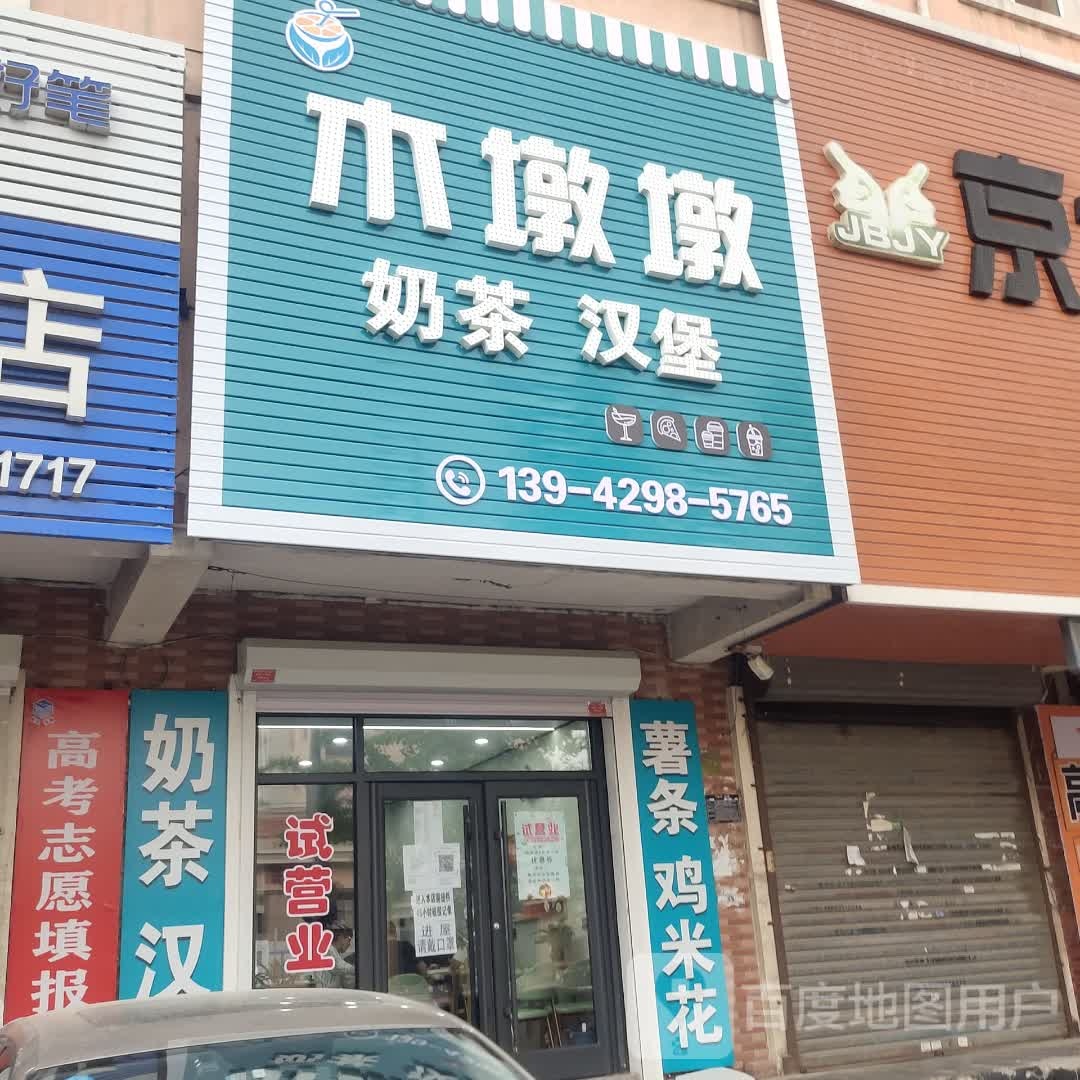 好笔
店
1717
木墩墩
奶茶 汉堡
139-4298-5765
JBJY
京
高考志愿填报
奶茶 汉
试营业
试营业
进屋
请戴口罩
薯条 鸡米花
百度地图用户